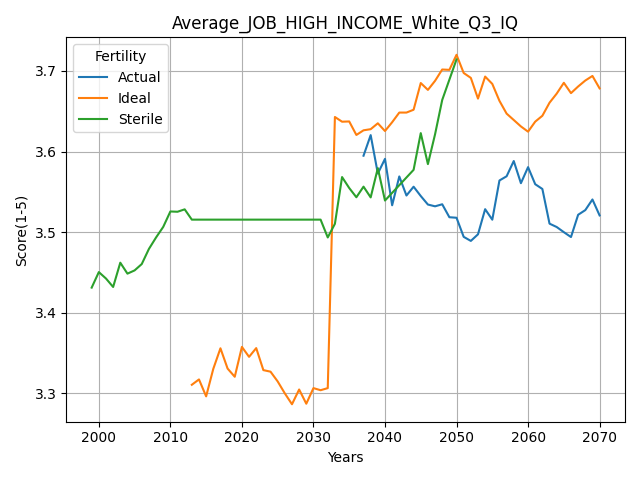 Average_JOB_HIGH_INCOME_White_Q3_IQ
Fertility
Actual
Ideal
Sterile
Score(1-5)
3.7
3.6
3.5
3.4
3.3
2000 2010 2020 2030 2040 2050 2060 2070
Years